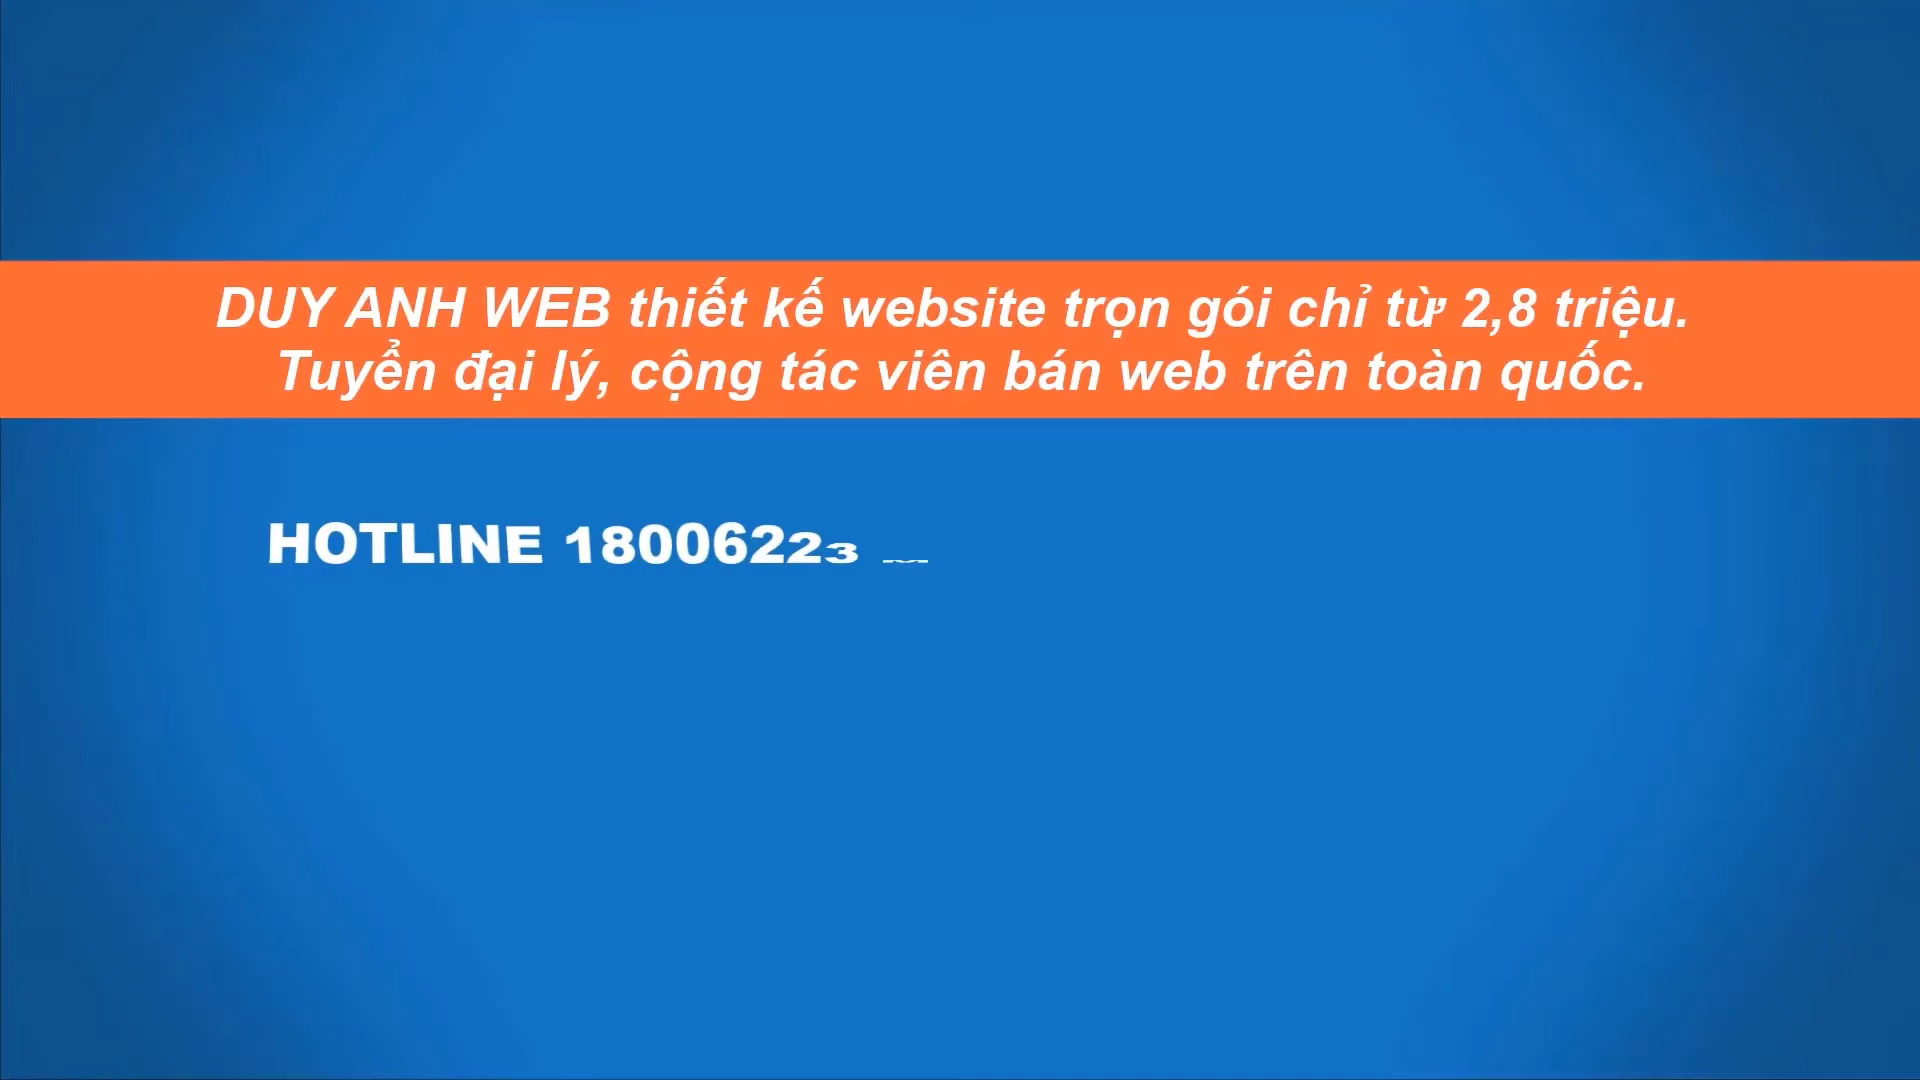 DUY ANH WEB thiết kế website trọn gói chỉ từ 2,8 triệu.
Tuyển đại lý, cộng tác viên bán web trên toàn quốc.
HOTLINE 18006223